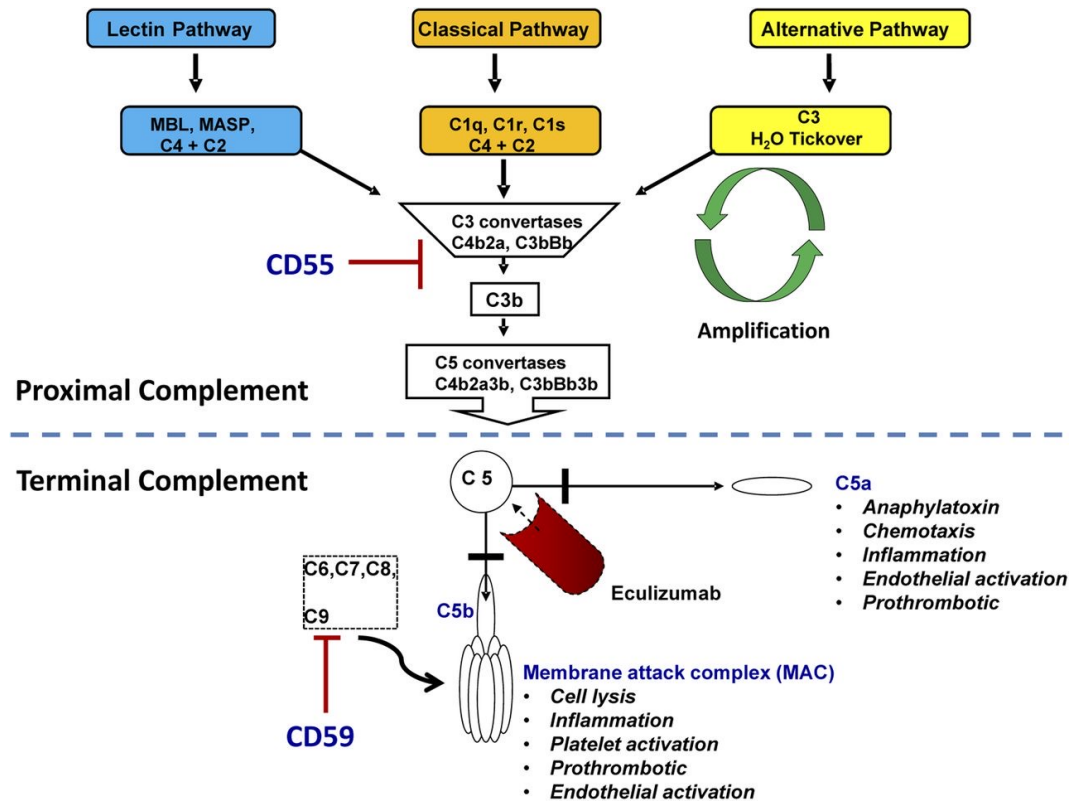 Lectin Pathway
Classical Pathway
Alternative Pathway
MBL, MASP,
C4 + C2
C1q, C1r, C1s
C4 + C2
C3
H₂O Tickover
C3 convertases
C4b2a, C3bBb
CD55
C3b
Amplification
C5 convertases
C4b2a3b, C3bBb3b
Proximal Complement
Terminal Complement
C 5
C5a
• Anaphylatoxin
• Chemotaxis
• Inflammation
• Endothelial activation
• Prothrombotic
Eculizumab
C6,C7,C8,
C9
C5b
CD59
Membrane attack complex (MAC)
• Cell lysis
• Inflammation
• Platelet activation
• Prothrombotic
• Endothelial activation